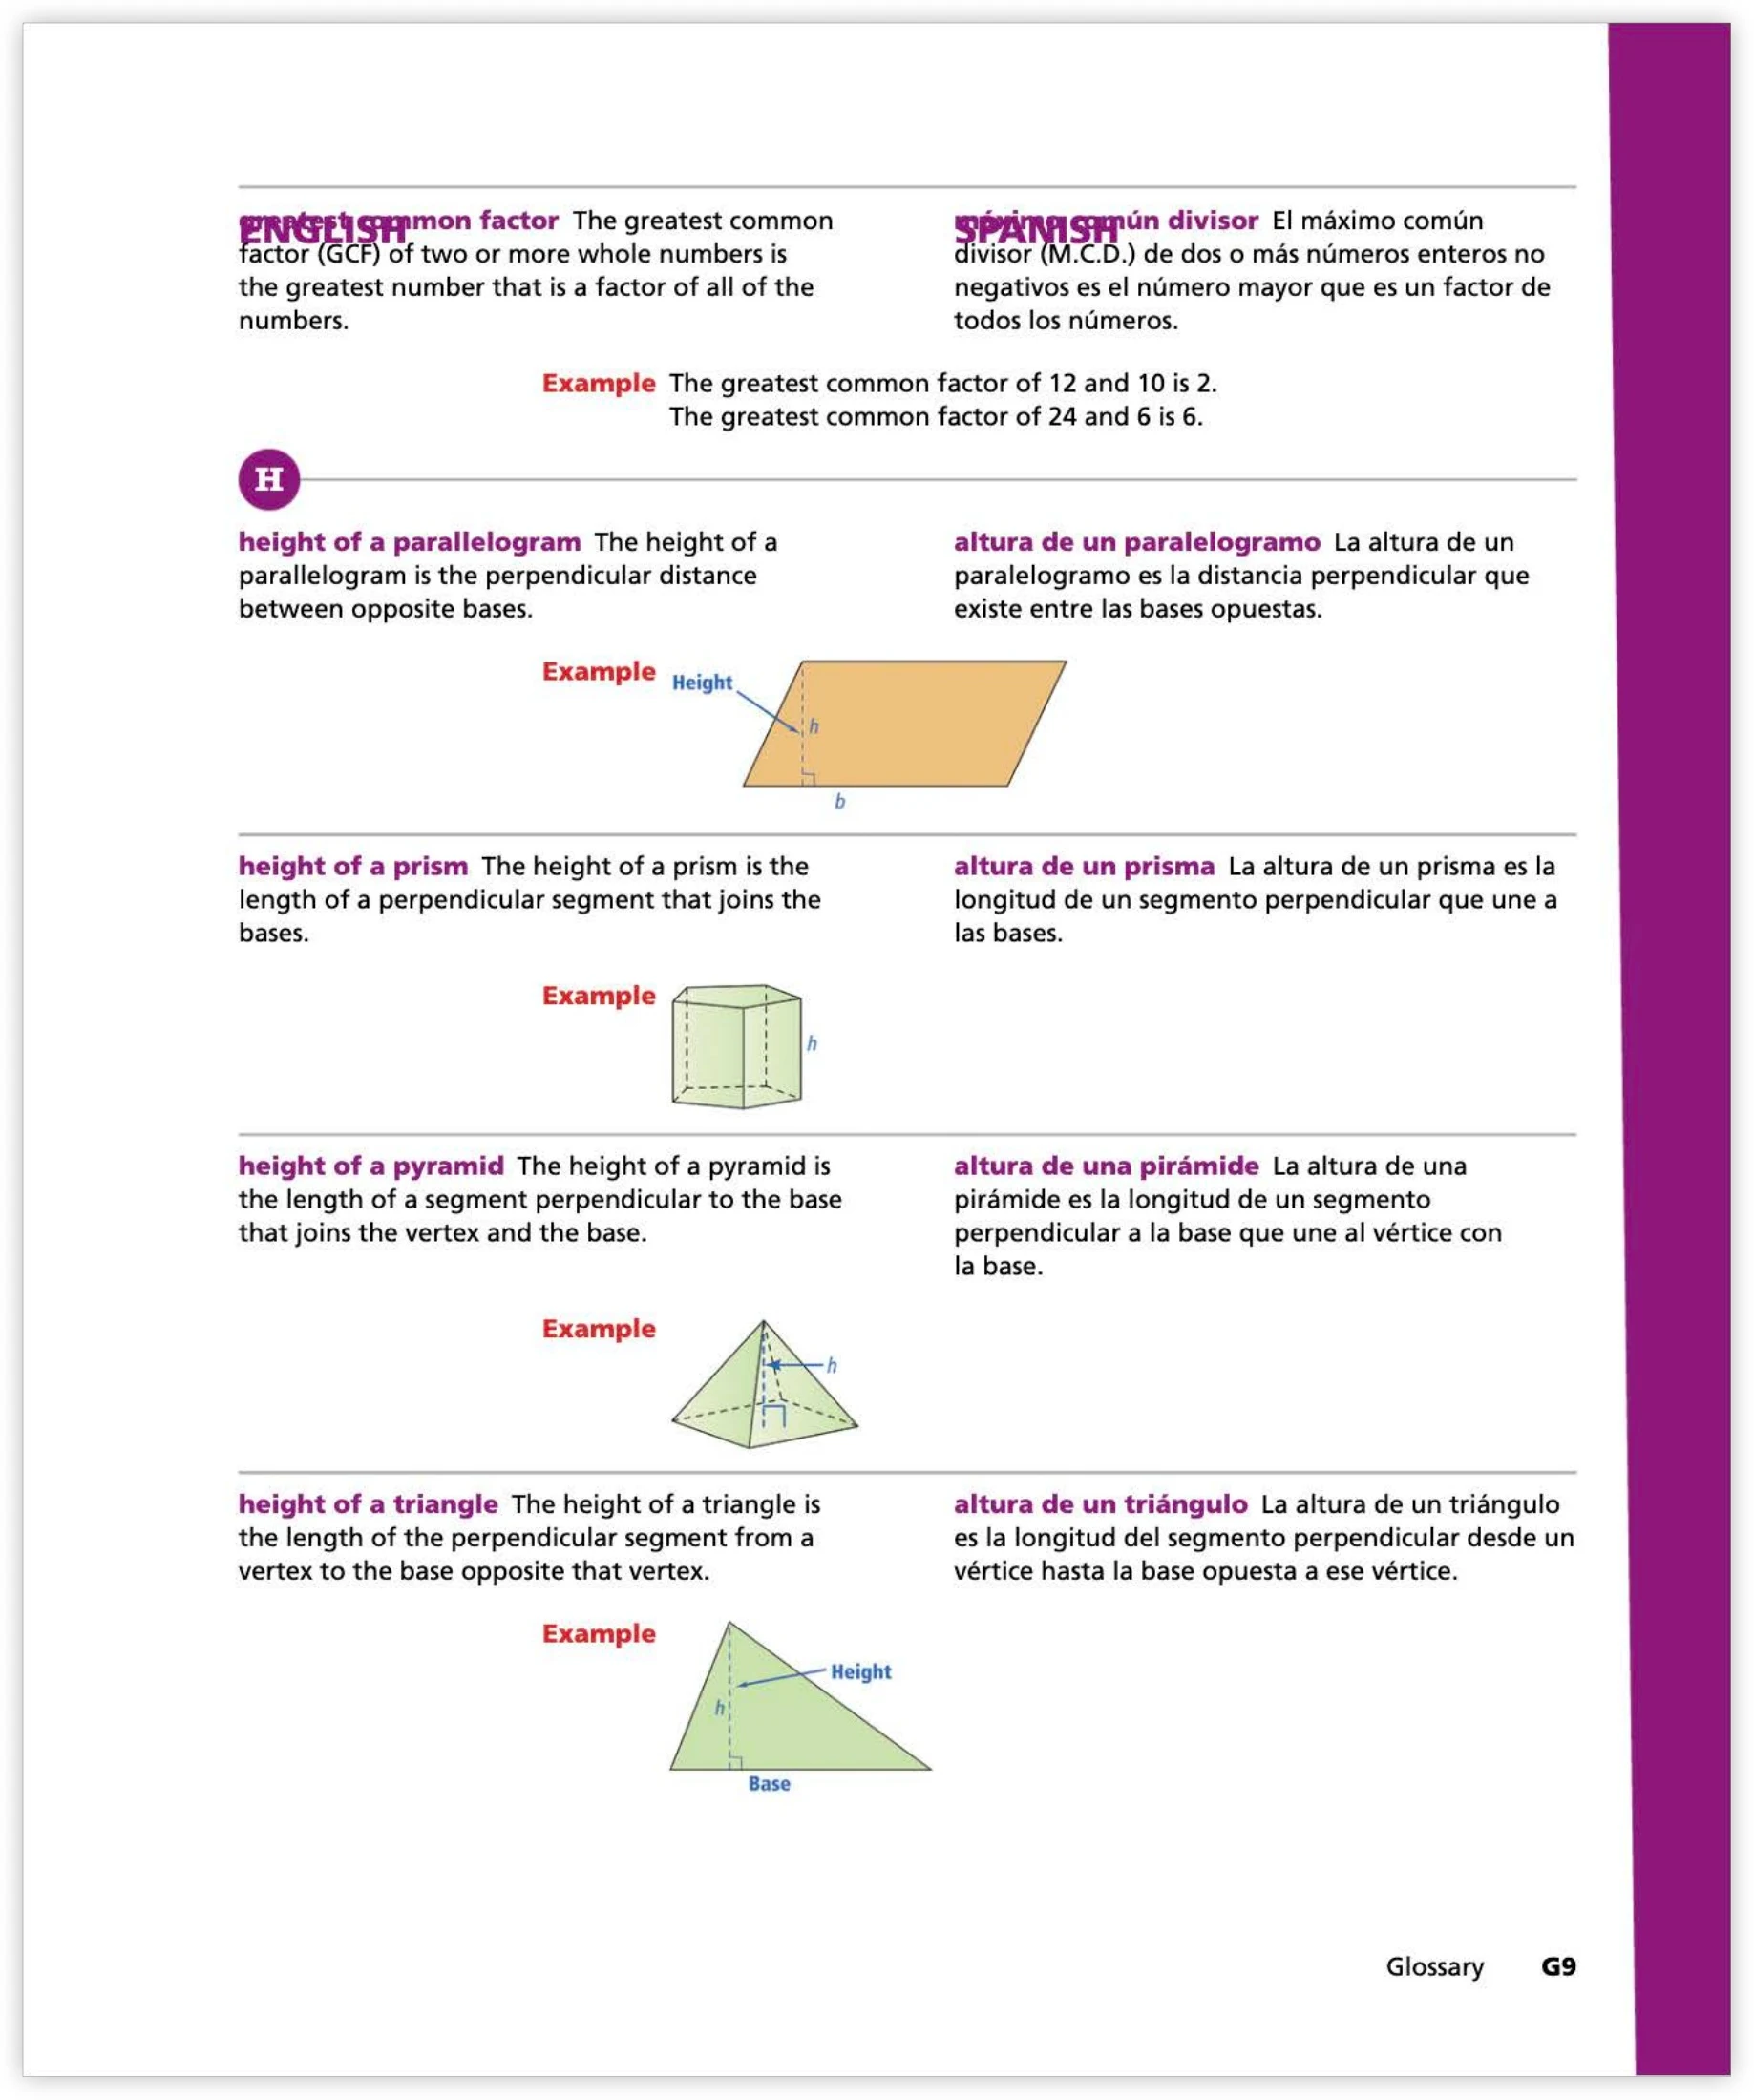 ENGLISH
SPANISH
greatest common factor The greatest common
factor (GCF) of two or more whole numbers is
the greatest number that is a factor of all of the
numbers.
máximo común divisor El máximo común
divisor (M.C.D.) de dos o más números enteros no
negativos es el número mayor que es un factor de
todos los números.
Example The greatest common factor of 12 and 10 is 2.
The greatest common factor of 24 and 6 is 6.
H
height of a parallelogram The height of a
parallelogram is the perpendicular distance
between opposite bases.
altura de un paralelogramo La altura de un
paralelogramo es la distancia perpendicular que
existe entre las bases opuestas.
Example
Height
h
b
height of a prism The height of a prism is the
length of a perpendicular segment that joins the
bases.
altura de un prisma La altura de un prisma es la
longitud de un segmento perpendicular que une a
las bases.
Example
h
height of a pyramid The height of a pyramid is
the length of a segment perpendicular to the base
that joins the vertex and the base.
altura de una pirámide La altura de una
pirámide es la longitud de un segmento
perpendicular a la base que une al vértice con
la base.
Example
h
height of a triangle The height of a triangle is
the length of the perpendicular segment from a
vertex to the base opposite that vertex.
altura de un triángulo La altura de un triángulo
es la longitud del segmento perpendicular desde un
vértice hasta la base opuesta a ese vértice.
Example
Height
h
Base
Glossary G9